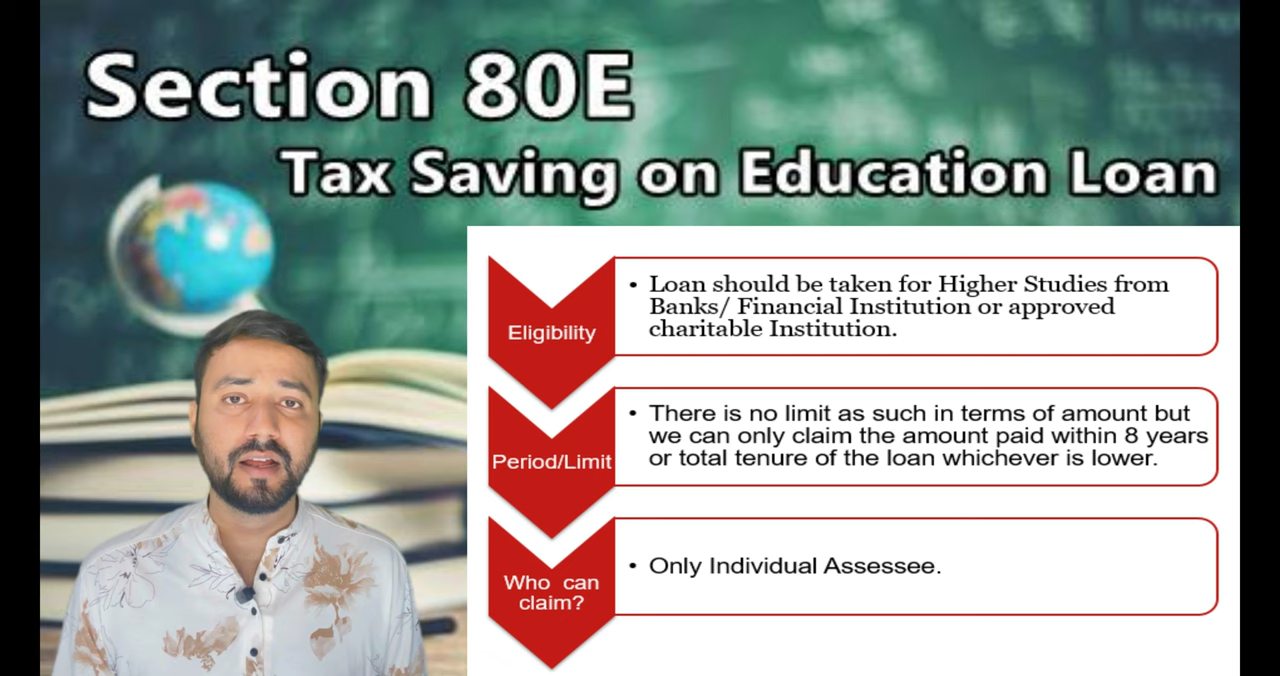 Section 80E
Tax Saving on Education Loan
Eligibility
• Loan should be taken for Higher Studies from
Banks/ Financial Institution or approved
charitable Institution.
Period/Limit
• There is no limit as such in terms of amount but
we can only claim the amount paid within 8 years
or total tenure of the loan whichever is lower.
Who can
claim?
• Only Individual Assessee.